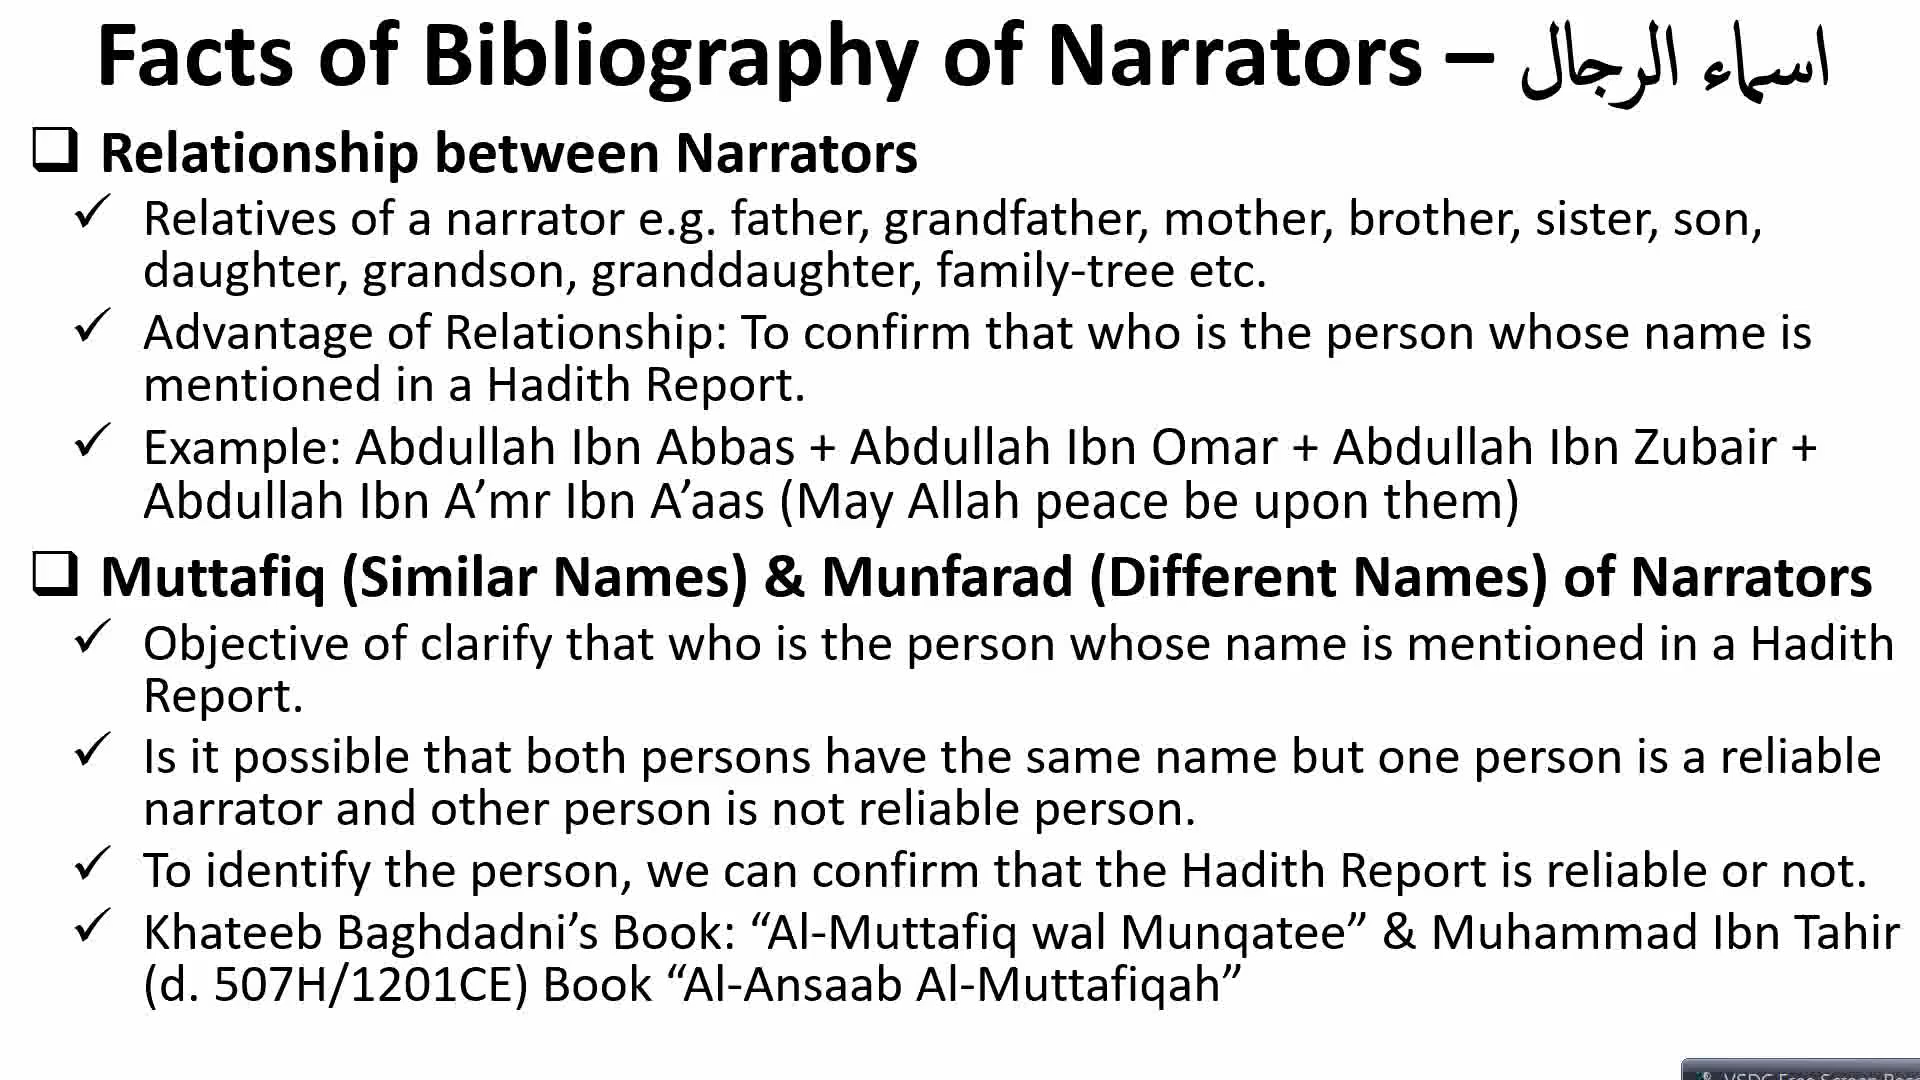 Facts of Bibliography of Narrators – اسماء الرجال
Relationship between Narrators
Relatives of a narrator e.g. father, grandfather, mother, brother, sister, son,
daughter, grandson, granddaughter, family-tree etc.
Advantage of Relationship: To confirm that who is the person whose name is
mentioned in a Hadith Report.
Example: Abdullah Ibn Abbas + Abdullah Ibn Omar + Abdullah Ibn Zubair +
Abdullah Ibn A’mr Ibn A’aas (May Allah peace be upon them)
Muttafiq (Similar Names) & Munfarad (Different Names) of Narrators
Objective of clarify that who is the person whose name is mentioned in a Hadith
Report.
Is it possible that both persons have the same name but one person is a reliable
narrator and other person is not reliable person.
To identify the person, we can confirm that the Hadith Report is reliable or not.
Khateeb Baghdadni’s Book: “Al-Muttafiq wal Munqatee” & Muhammad Ibn Tahir
(d. 507H/1201CE) Book “Al-Ansaab Al-Muttafiqah”
VSDC Free Screen